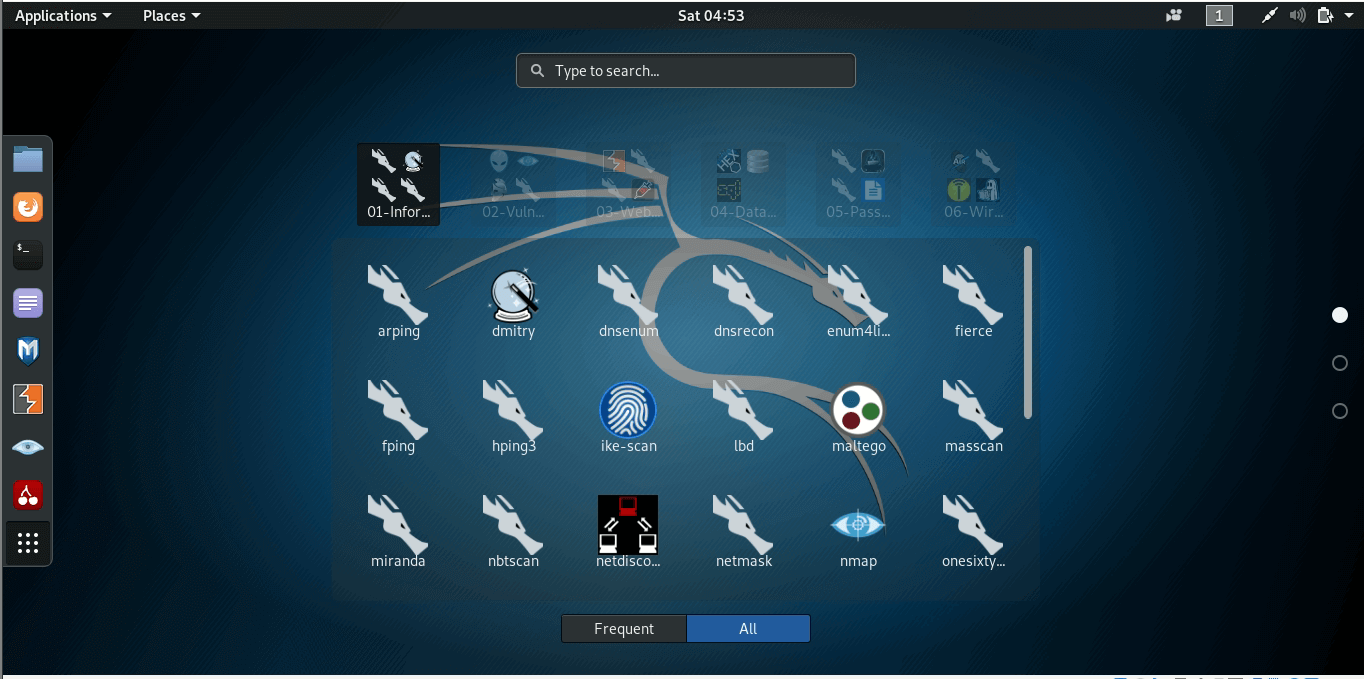 Applications Places Sat 04:53 1
Type to search...
$_
01-Infor... 02-Vuln... 03-Web... 04-Data... 05-Pass... 06-Wir...
arping dmitry dnsenum dnsrecon enum4li... fierce
fping hping3 ike-scan lbd maltego masscan
miranda nbtscan netdisco... netmask nmap onesixty...
Frequent All